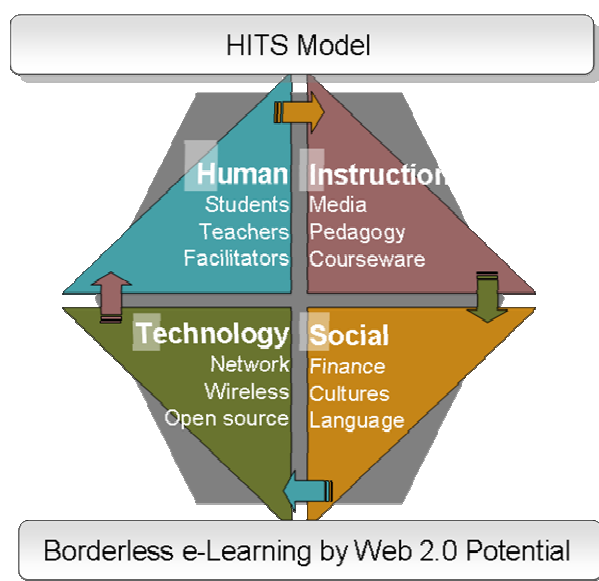 HITS Model
Human
Students
Teachers
Facilitators
Instruction
Media
Pedagogy
Courseware
Technology
Network
Wireless
Open source
Social
Finance
Cultures
Language
Borderless e-Learning by Web 2.0 Potential